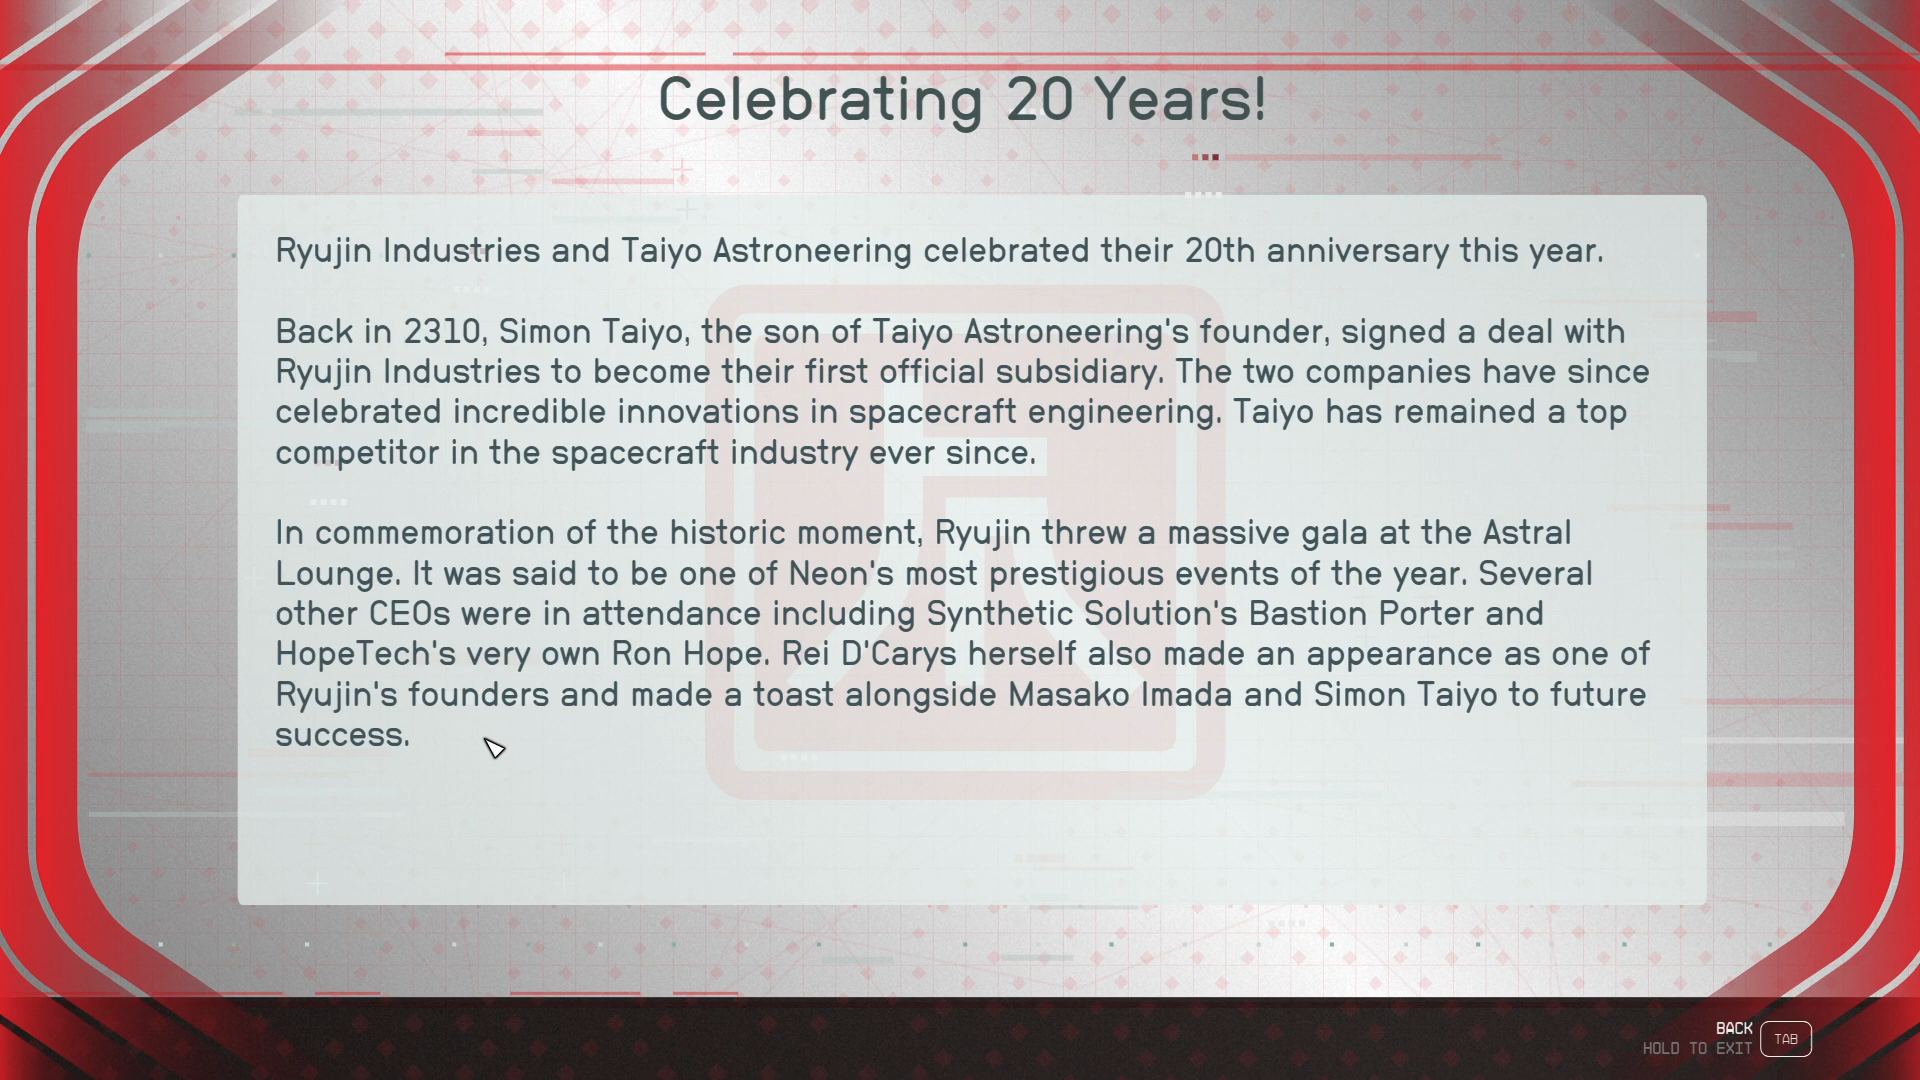 Celebrating 20 Years!
Ryujin Industries and Taiyo Astroneering celebrated their 20th anniversary this year.
Back in 2310, Simon Taiyo, the son of Taiyo Astroneering's founder, signed a deal with
Ryujin Industries to become their first official subsidiary. The two companies have since
celebrated incredible innovations in spacecraft engineering. Taiyo has remained a top
competitor in the spacecraft industry ever since.
In commemoration of the historic moment, Ryujin threw a massive gala at the Astral
Lounge. It was said to be one of Neon's most prestigious events of the year. Several
other CEOs were in attendance including Synthetic Solution's Bastion Porter and
HopeTech's very own Ron Hope. Rei D'Carys herself also made an appearance as one of
Ryujin's founders and made a toast alongside Masako Imada and Simon Taiyo to future
success.
BACK
HOLD TO EXIT
TAB